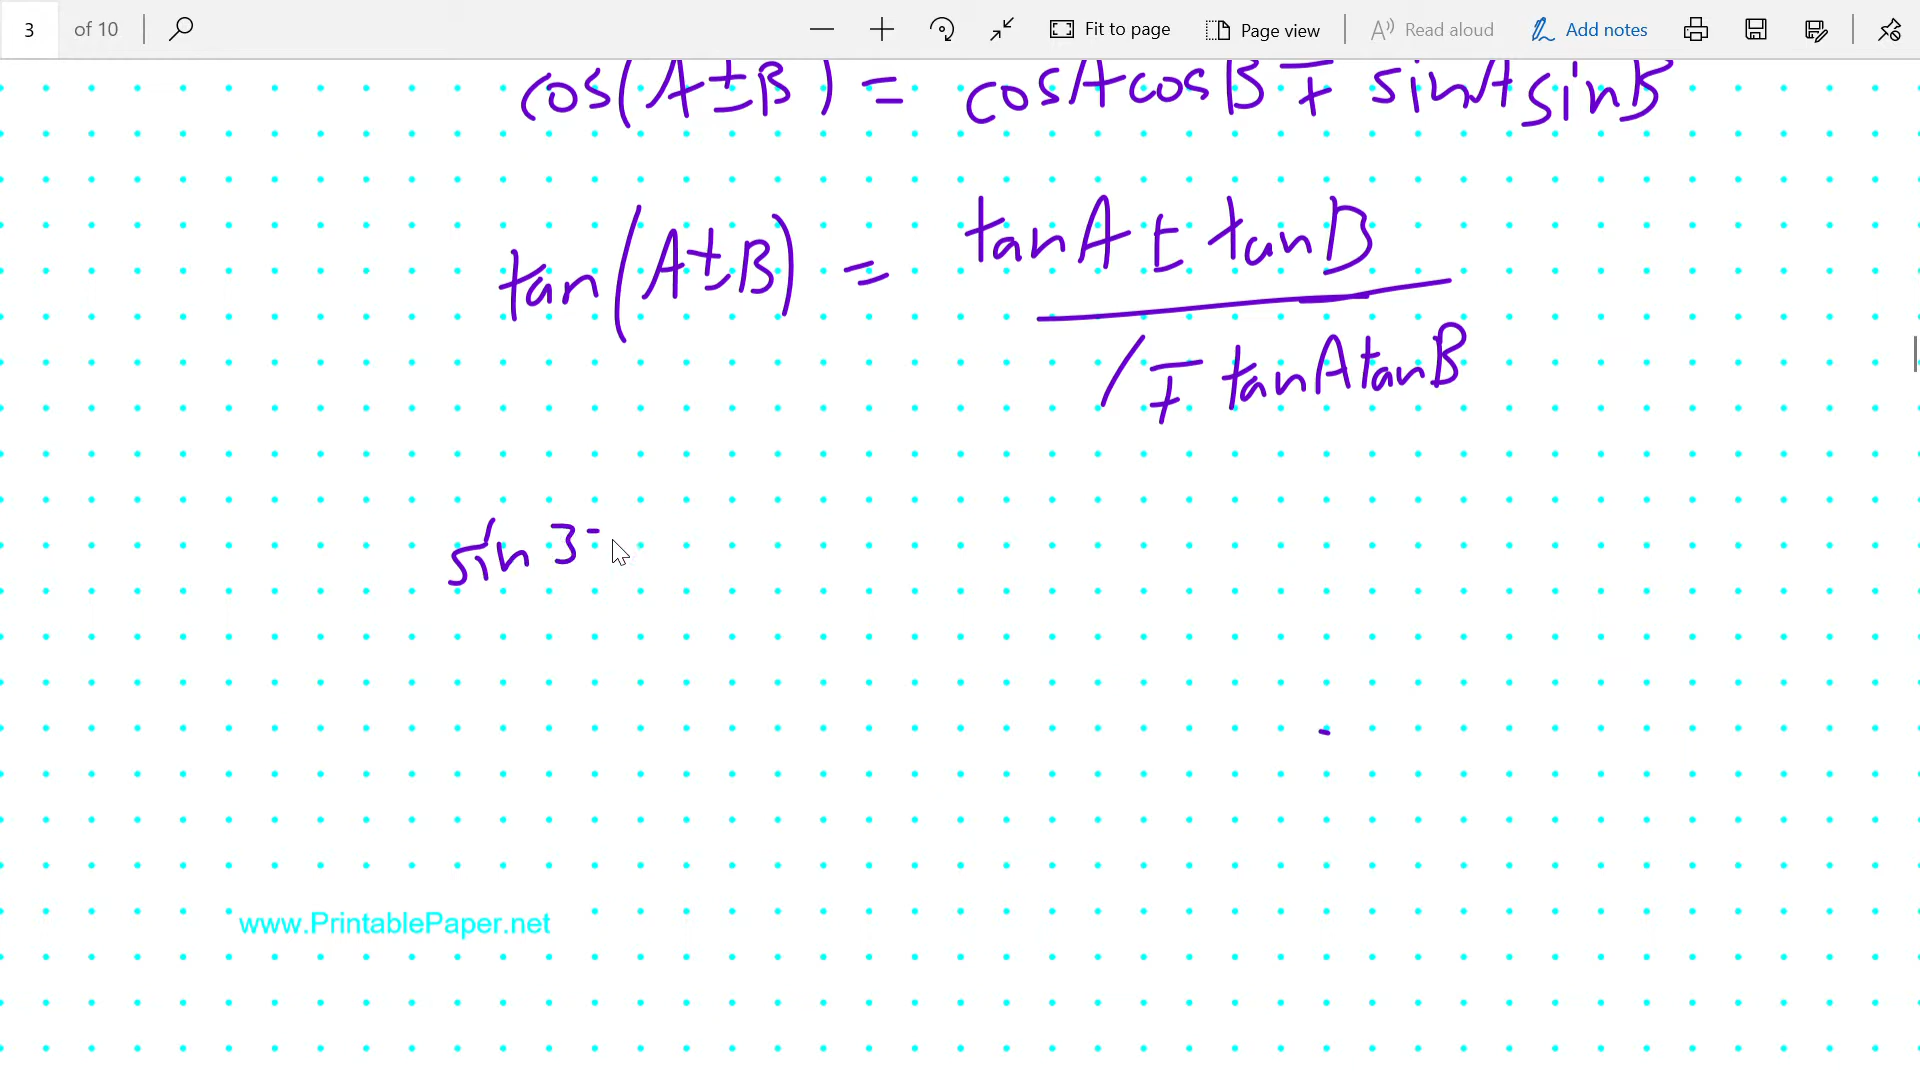 3 of 10 Fit to page Page view Read aloud Add notes
cos(A±B) = cosAcosB ∓ sinAsinB
tan(A±B) = tanA ± tanB
1 ∓ tanAtanB
sin 3
www.PrintablePaper.net